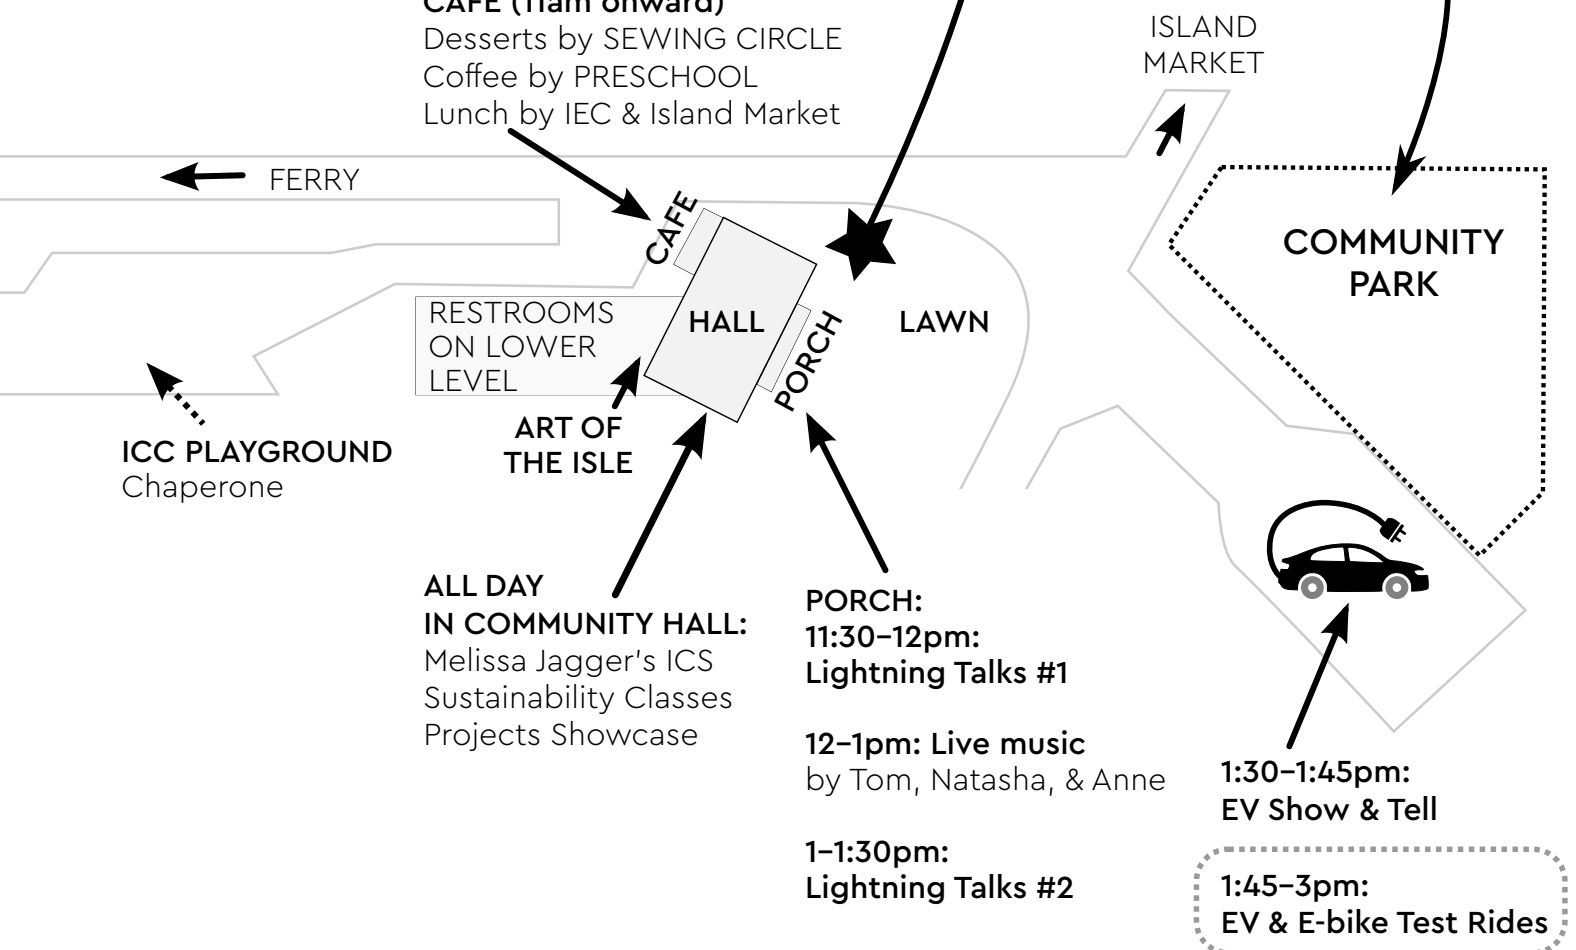 CAFE (11am onward)
Desserts by SEWING CIRCLE
Coffee by PRESCHOOL
Lunch by IEC & Island Market
ISLAND
MARKET
FERRY
CAFE
COMMUNITY
PARK
RESTROOMS
ON LOWER
LEVEL
HALL
PORCH
LAWN
ART OF
THE ISLE
ICC PLAYGROUND
Chaperone
ALL DAY
IN COMMUNITY HALL:
Melissa Jagger's ICS
Sustainability Classes
Projects Showcase
PORCH:
11:30–12pm:
Lightning Talks #1
12–1pm: Live music
by Tom, Natasha, & Anne
1–1:30pm:
Lightning Talks #2
1:30–1:45pm:
EV Show & Tell
1:45–3pm:
EV & E-bike Test Rides